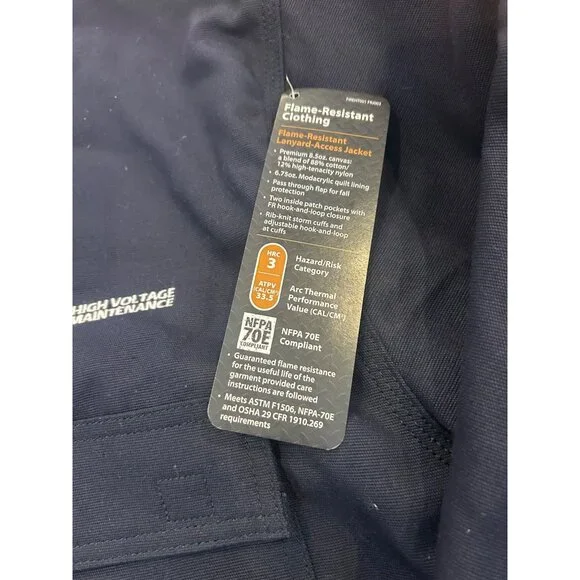 Flame-Resistant
Clothing
Flame-Resistant
Lanyard-Access Jacket
• Premium 8.5oz. canvas:
a blend of 88% cotton/
12% high-tenacity nylon
• 6.75oz. Modacrylic quilt lining
• Pass through flap for fall
protection
• Two inside patch pockets with
FR hook-and-loop closure
• Rib-knit storm cuffs and
adjustable hook-and-loop
at cuffs
HRC
3
Hazard/Risk
Category
ATPV
(CAL/CM²)
33.5
Arc Thermal
Performance
Value (CAL/CM²)
NFPA
70E
COMPLIANT
NFPA 70E
Compliant
• Guaranteed flame resistance
for the useful life of the
garment provided care
instructions are followed
• Meets ASTM F1506, NFPA-70E
and OSHA 29 CFR 1910.269
requirements
HIGH VOLTAGE
MAINTENANCE